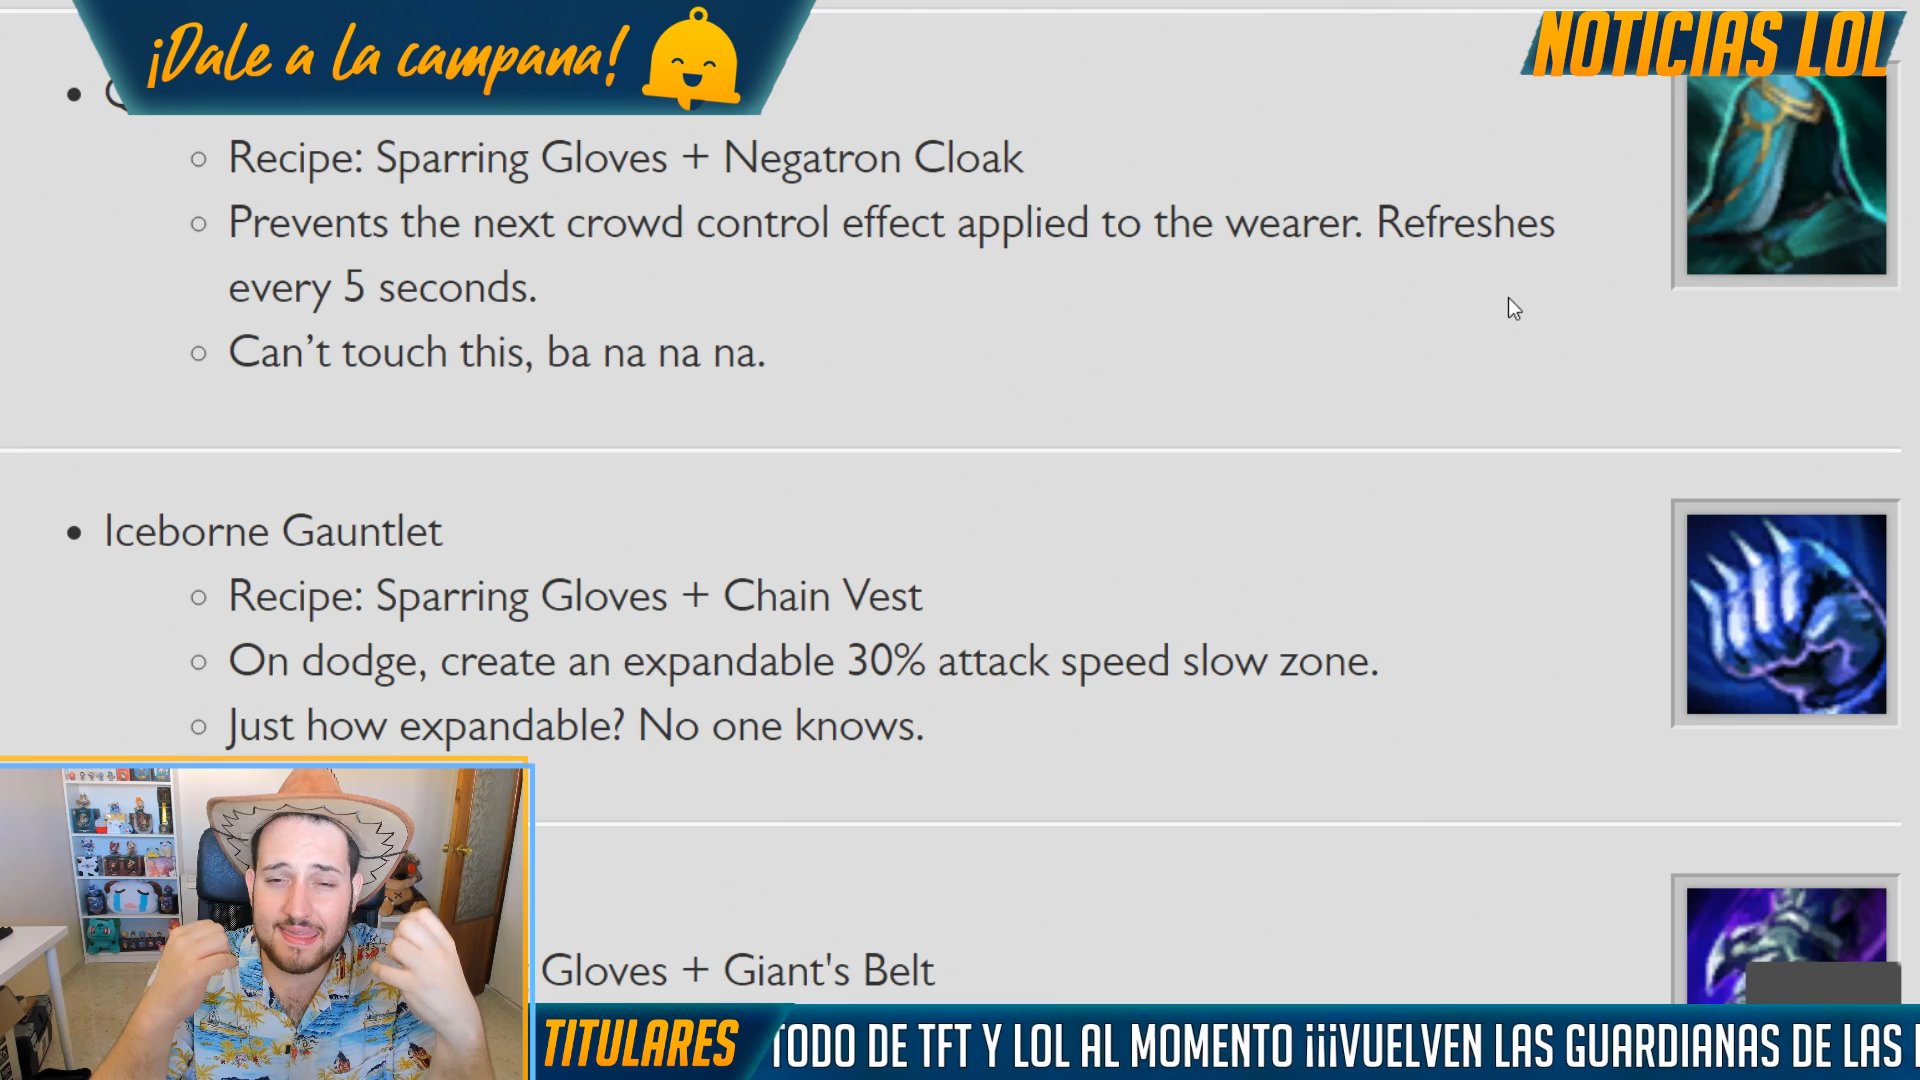 ¡Dale a la campana!
NOTICIAS LOL
Recipe: Sparring Gloves + Negatron Cloak
Prevents the next crowd control effect applied to the wearer. Refreshes
every 5 seconds.
Can’t touch this, ba na na na.
Iceborne Gauntlet
Recipe: Sparring Gloves + Chain Vest
On dodge, create an expandable 30% attack speed slow zone.
Just how expandable? No one knows.
Gloves + Giant's Belt
TITULARES
TODO DE TFT Y LOL AL MOMENTO ¡¡¡VUELVEN LAS GUARDIANAS DE LAS